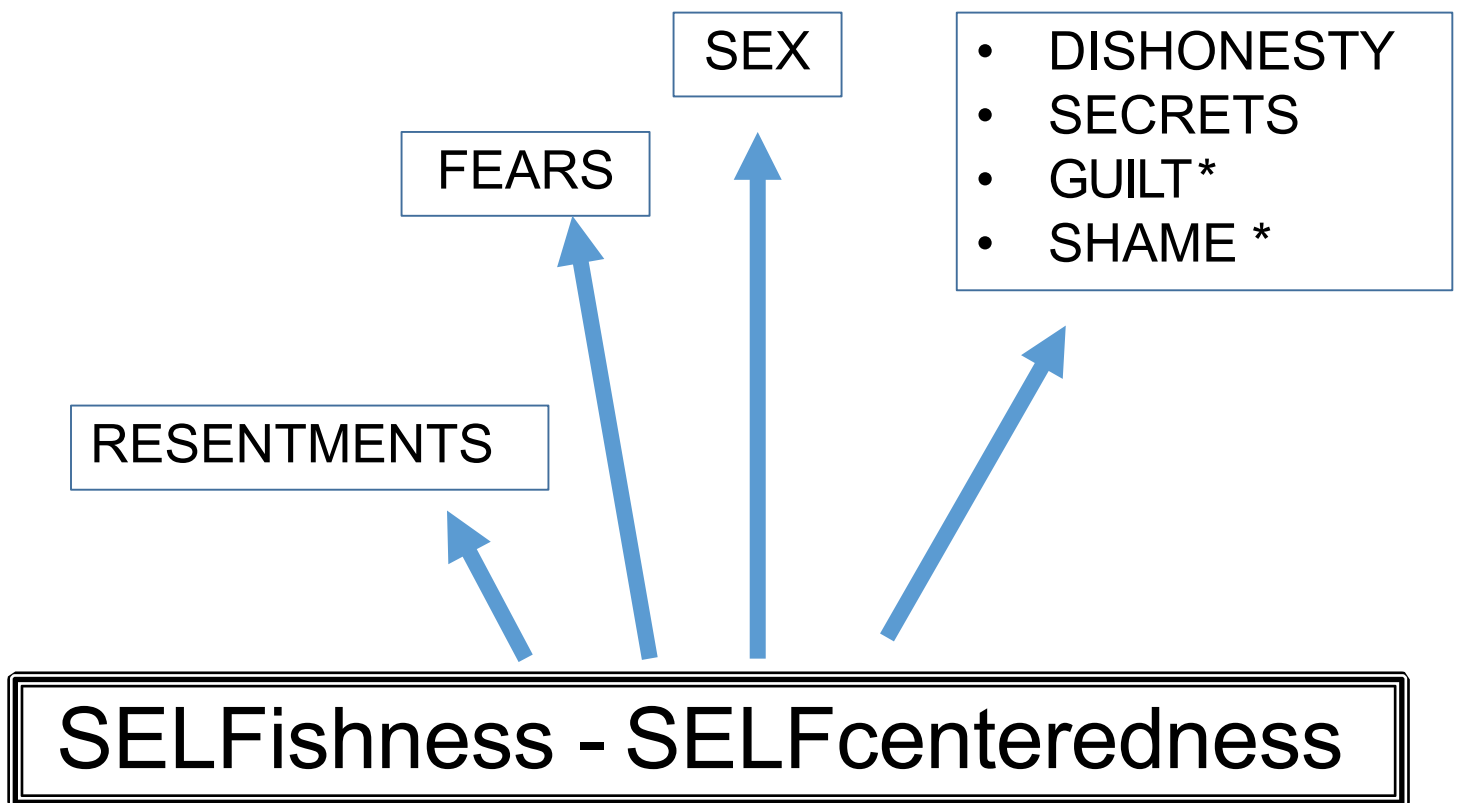 SEX
• DISHONESTY
• SECRETS
• GUILT*
• SHAME *
FEARS
RESENTMENTS
SELFishness - SELFcenteredness